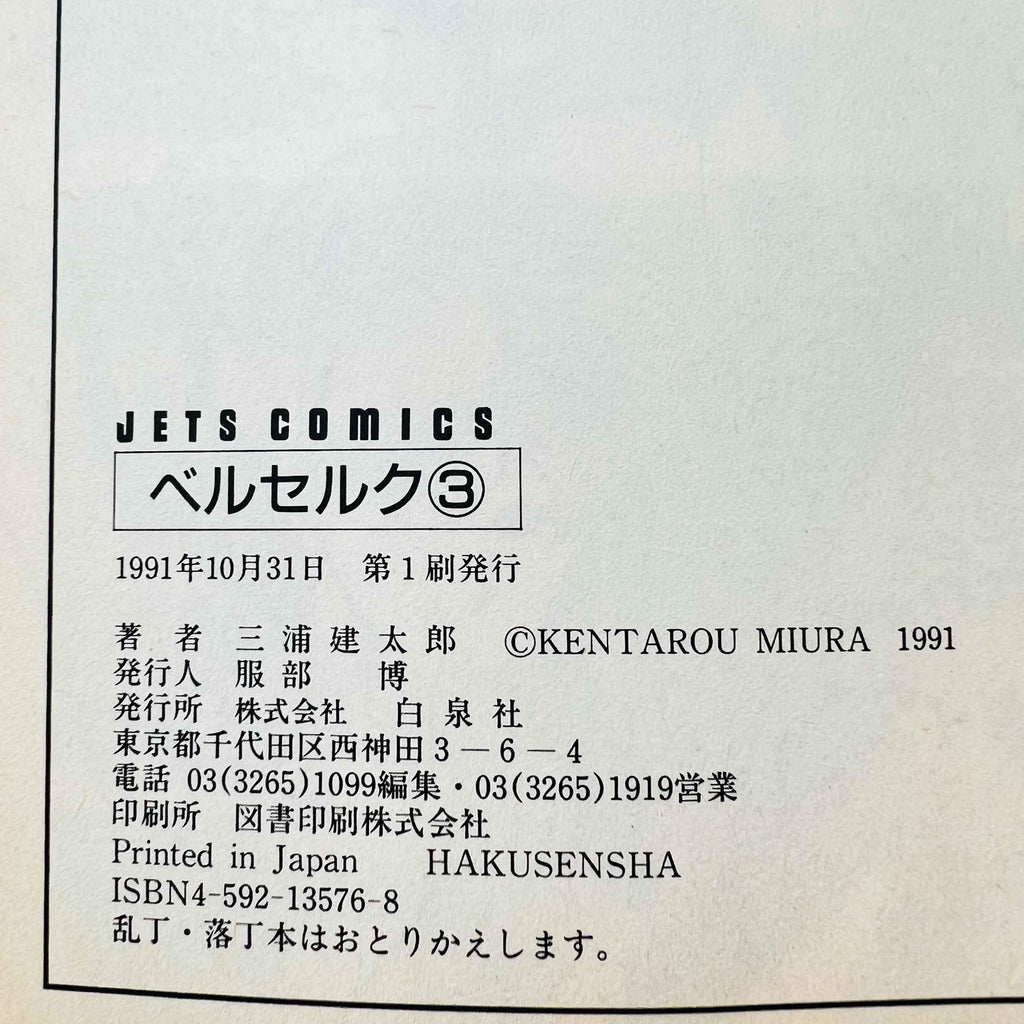 JETS COMICS
ベルセルク③
1991年10月31日 第1刷発行
著者 三浦建太郎 ©KENTAROU MIURA 1991
発行人 服部 博
発行所 株式会社 白泉社
東京都千代田区西神田3－6－4
電話 03(3265)1099編集・03(3265)1919営業
印刷所 図書印刷株式会社
Printed in Japan HAKUSENSHA
ISBN4-592-13576-8
乱丁・落丁本はおとりかえします。